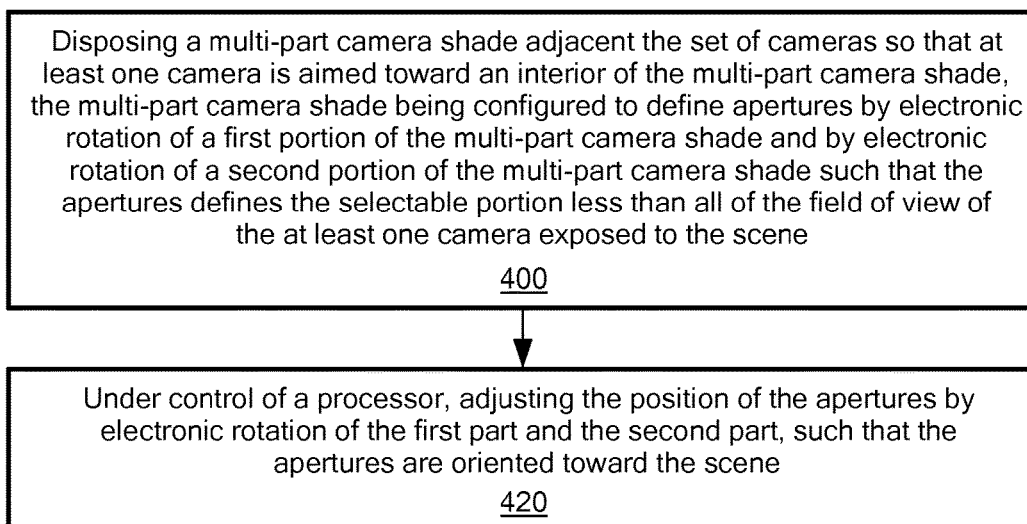 Disposing a multi-part camera shade adjacent the set of cameras so that at
least one camera is aimed toward an interior of the multi-part camera shade,
the multi-part camera shade being configured to define apertures by electronic
rotation of a first portion of the multi-part camera shade and by electronic
rotation of a second portion of the multi-part camera shade such that the
apertures defines the selectable portion less than all of the field of view of
the at least one camera exposed to the scene
400
Under control of a processor, adjusting the position of the apertures by
electronic rotation of the first part and the second part, such that the
apertures are oriented toward the scene
420